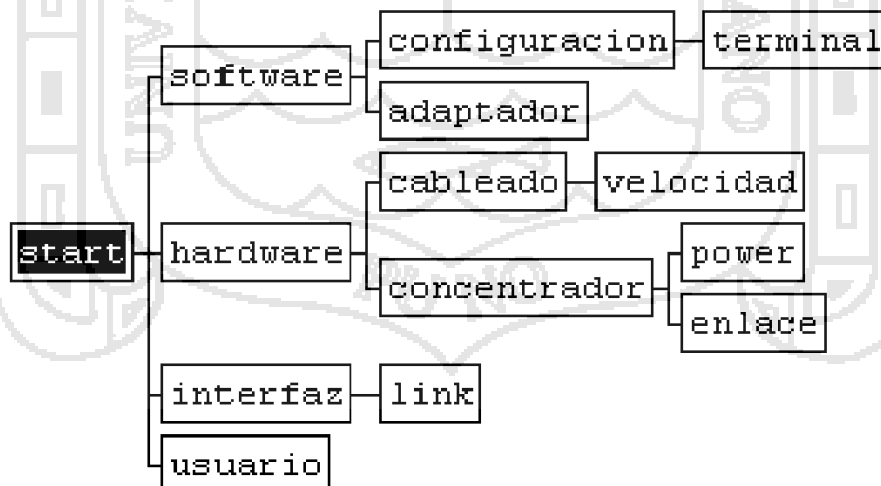 configuracion
terminal
software
adaptador
cableado
velocidad
start
hardware
power
concentrador
enlace
interfaz
link
usuario